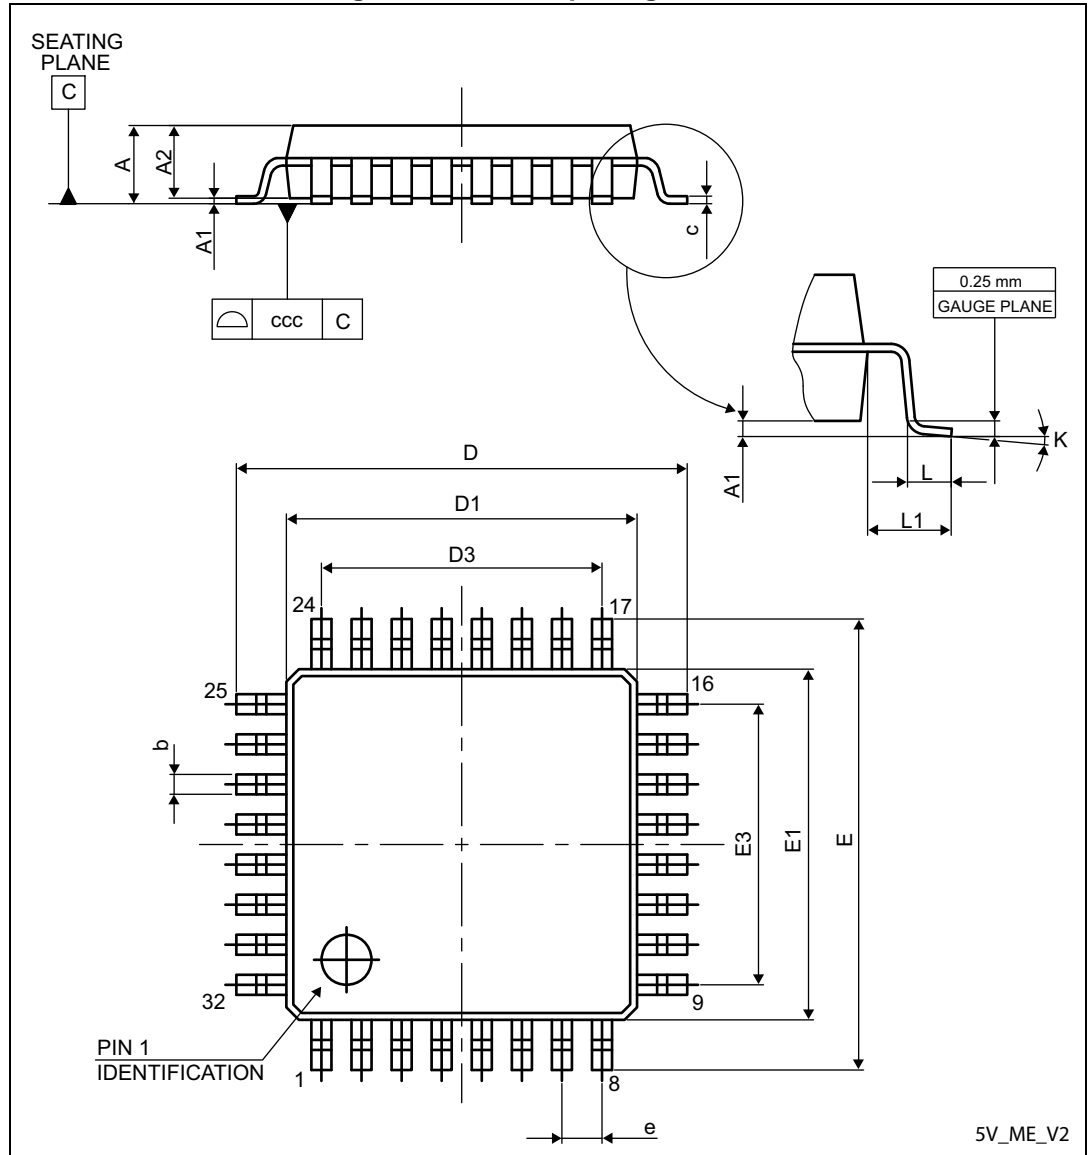 SEATING
PLANE
C
A
A2
A1
c
ccc C
0.25 mm
GAUGE PLANE
K
A1
L
L1
D
D1
D3
24
17
25
16
b
E3
E1
E
32
9
PIN 1
IDENTIFICATION
1
8
e
5V_ME_V2